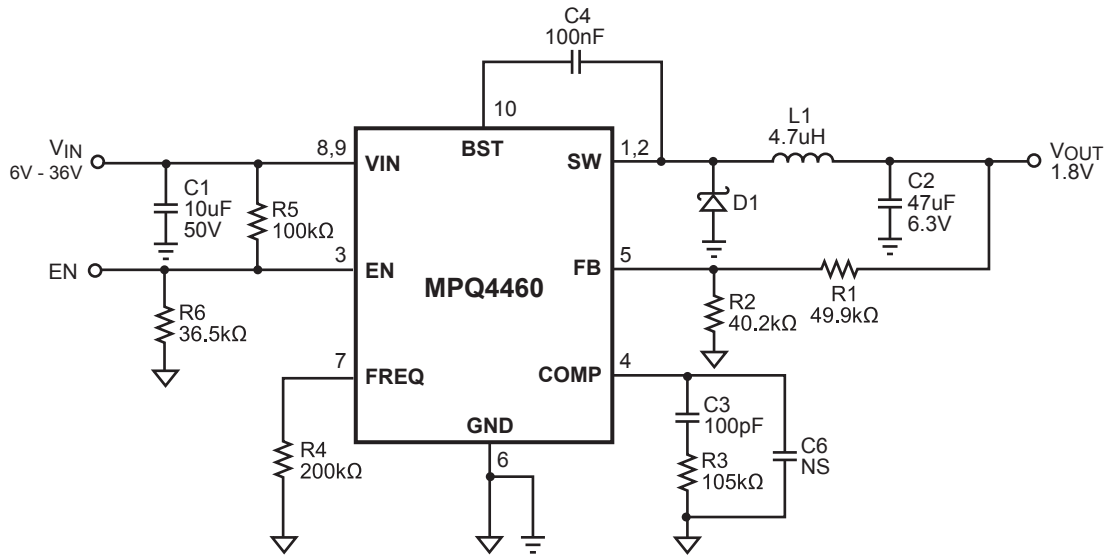 C4
100nF
10
L1
4.7uH
VIN
6V - 36V
8,9
VIN
BST
SW
1,2
VOUT
1.8V
C1
10uF
50V
R5
100kΩ
D1
C2
47uF
6.3V
EN
3
EN
MPQ4460
FB
5
R6
36.5kΩ
R2
40.2kΩ
R1
49.9kΩ
7
FREQ
COMP
4
GND
6
R4
200kΩ
C3
100pF
R3
105kΩ
C6
NS